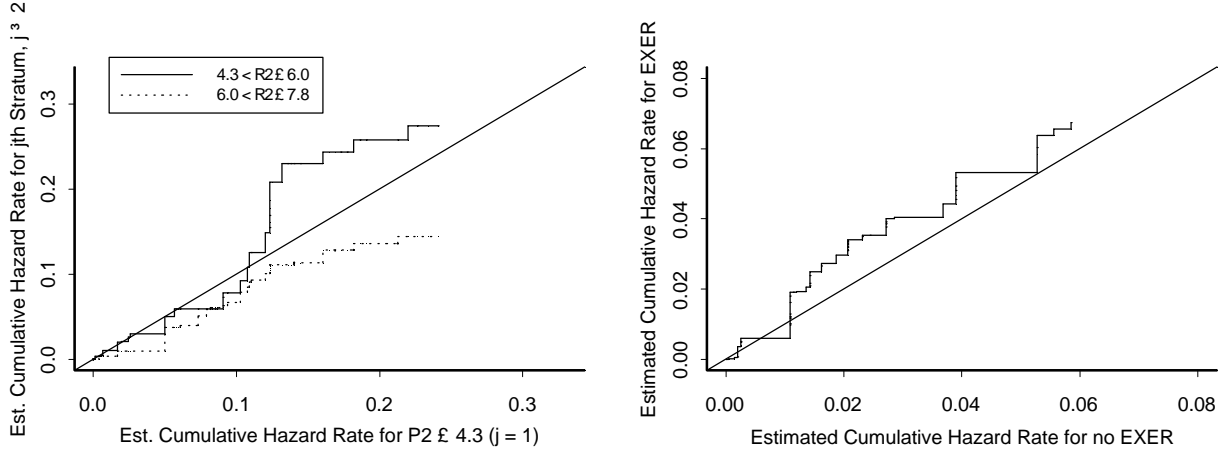 Est. Cumulative Hazard Rate for jth Stratum, j ³ 2
4.3 < R2 £ 6.0
6.0 < R2 £ 7.8
0.3
0.2
0.1
0.0
0.0 0.1 0.2 0.3
Est. Cumulative Hazard Rate for P2 £ 4.3 (j = 1)
Estimated Cumulative Hazard Rate for EXER
0.08
0.06
0.04
0.02
0.00
0.00 0.02 0.04 0.06 0.08
Estimated Cumulative Hazard Rate for no EXER